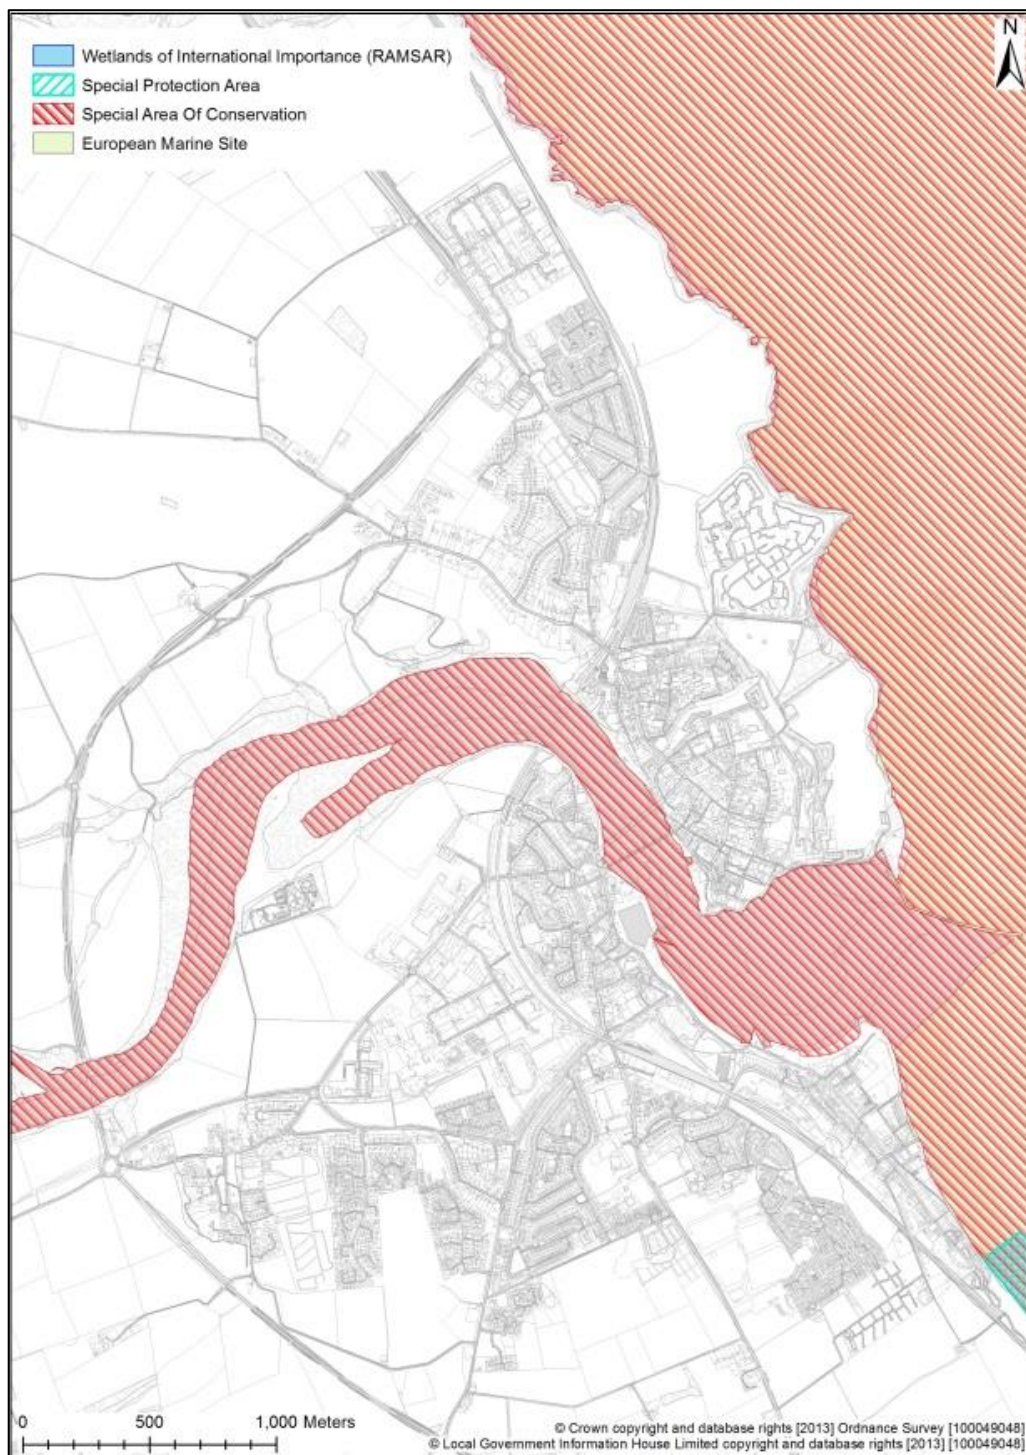 N
Wetlands of International Importance (RAMSAR)
Special Protection Area
Special Area Of Conservation
European Marine Site
0 500 1,000 Meters
© Crown copyright and database rights [2013] Ordnance Survey [100049048]
© Local Government Information House Limited copyright and database rights [2013] [100049048]